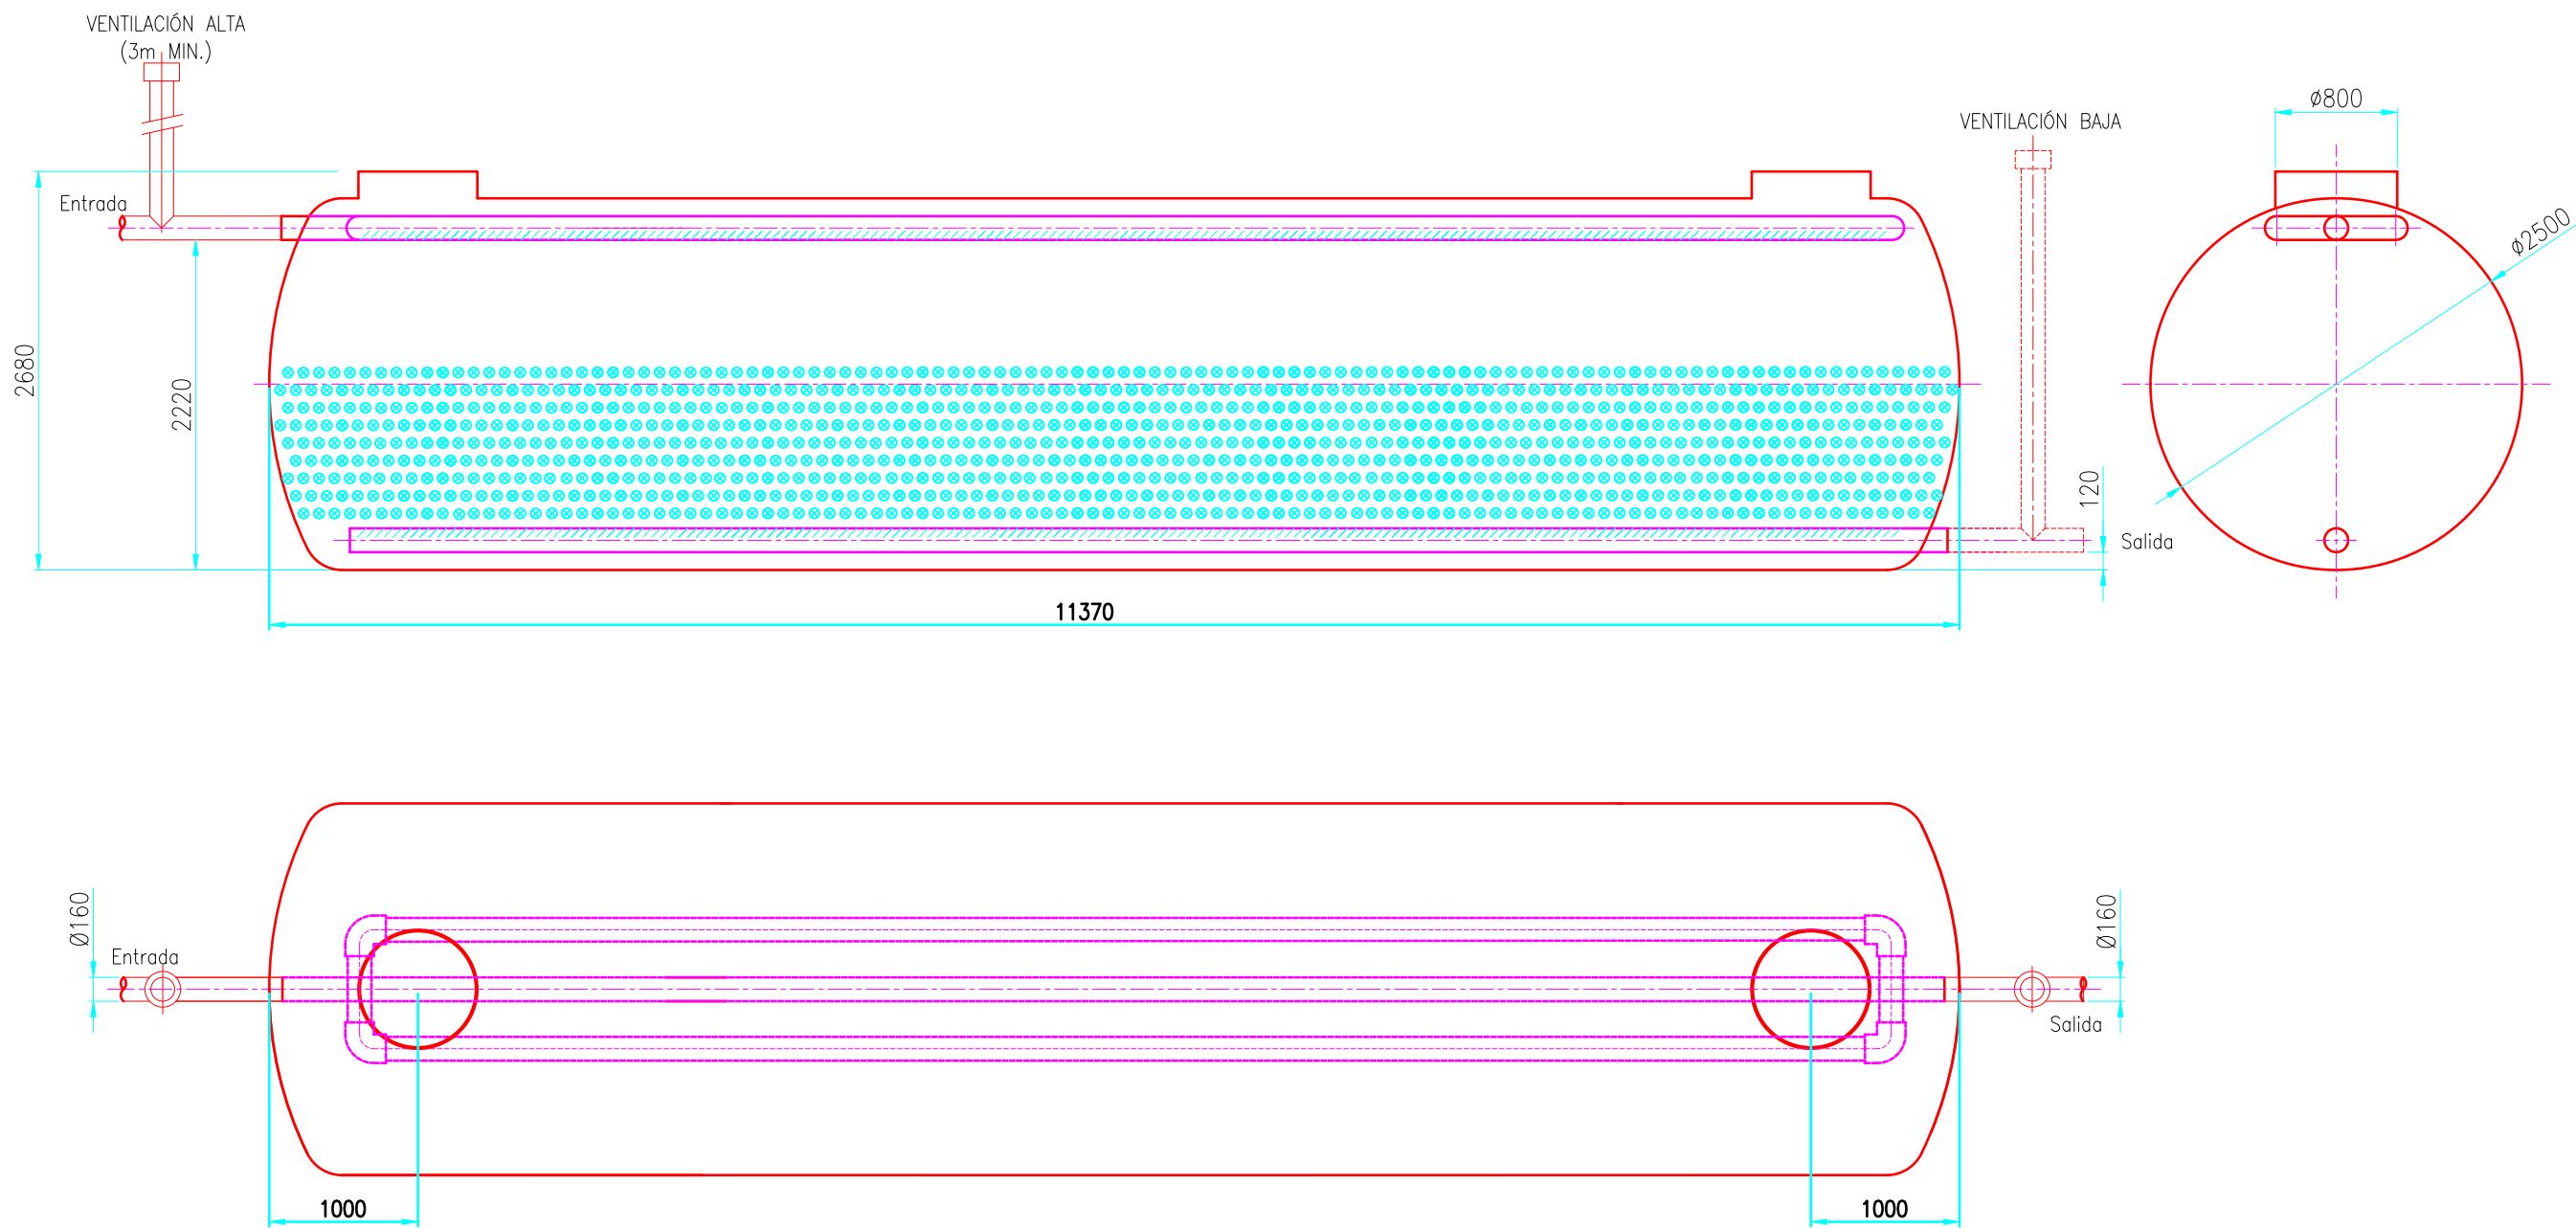 VENTILACIÓN ALTA
(3m MIN.)
Entrada
2680
2220
11370
VENTILACIÓN BAJA
120
Salida
ø800
ø2500
Ø160
Entrada
1000
1000
Ø160
Salida